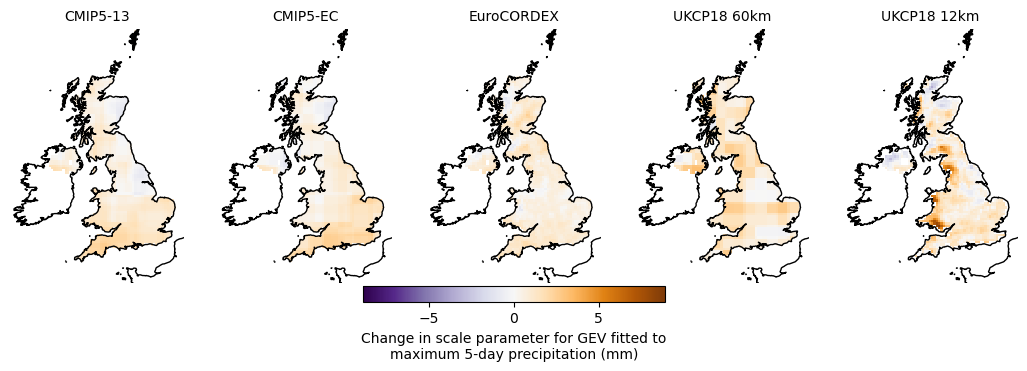 CMIP5-13
CMIP5-EC
EuroCORDEX
UKCP18 60km
UKCP18 12km
−5
0
5
Change in scale parameter for GEV fitted to
maximum 5-day precipitation (mm)